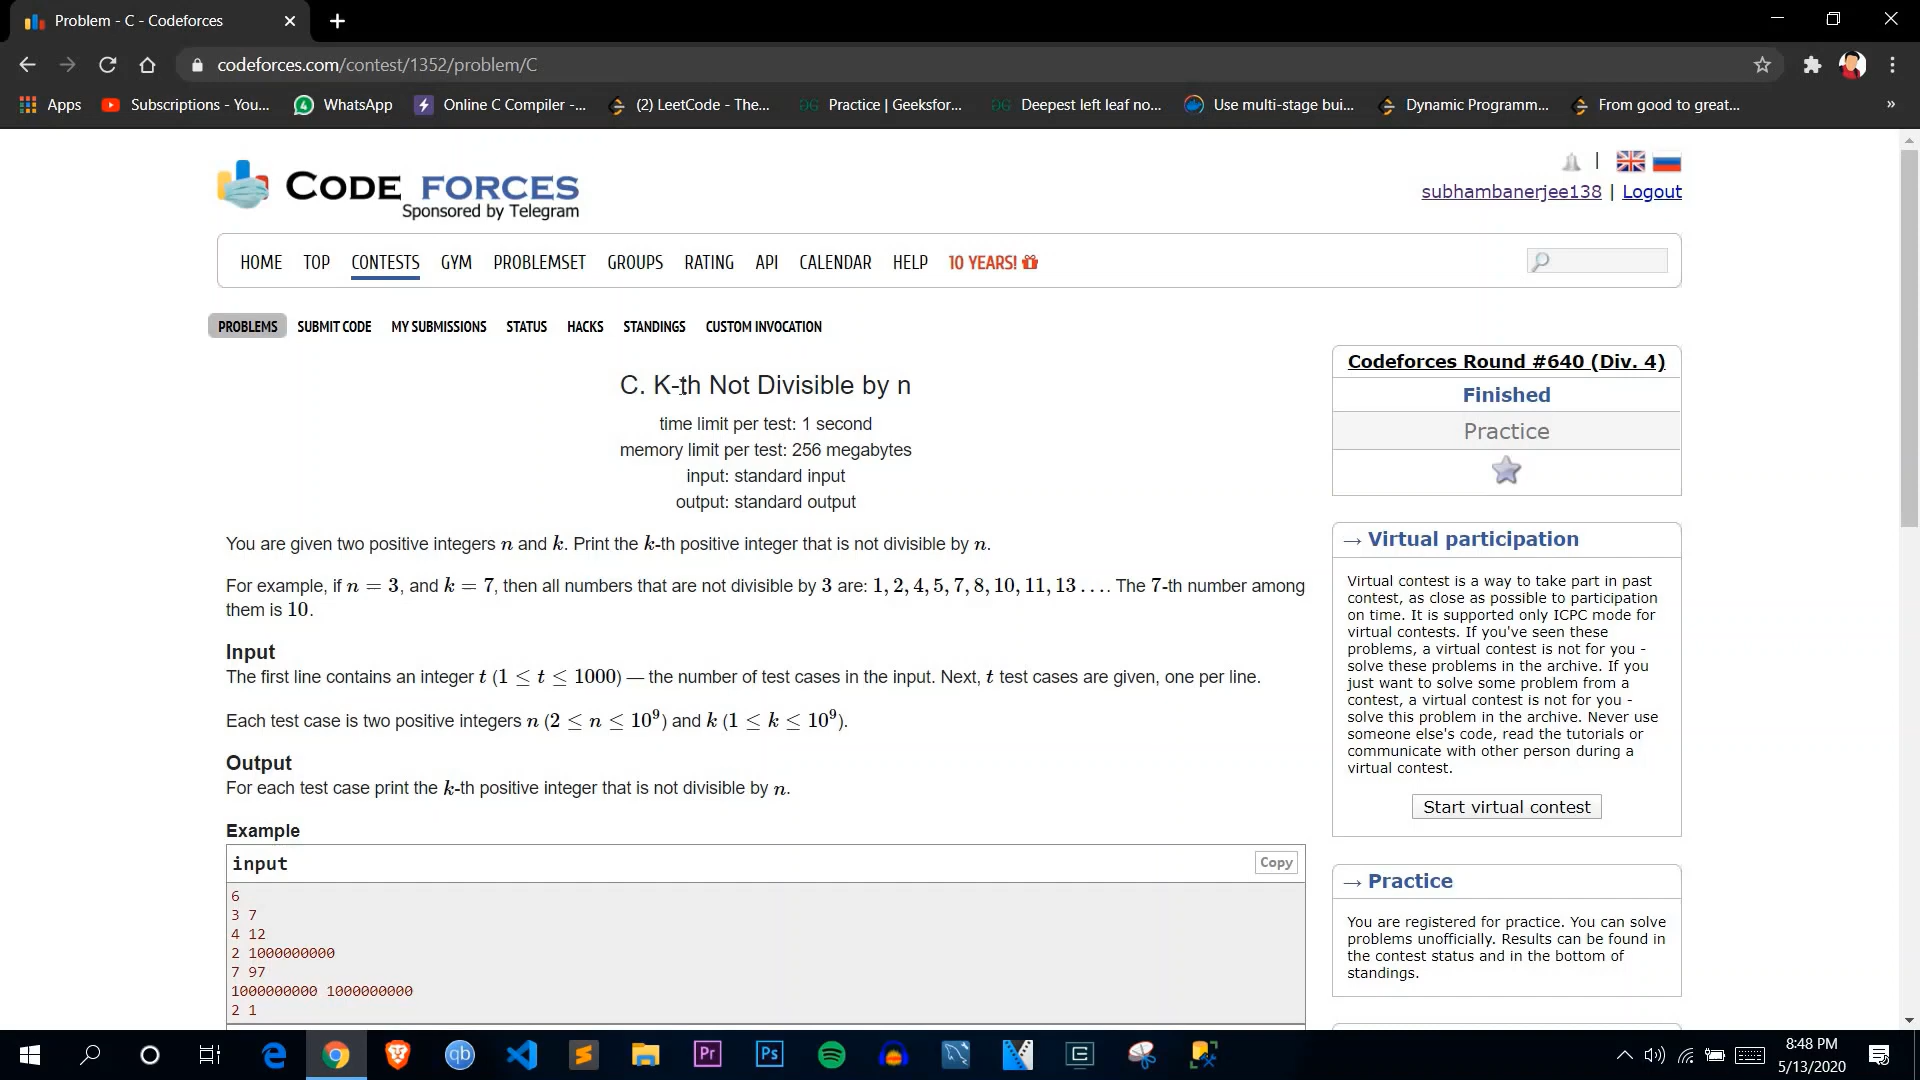 Problem - C - Codeforces
codeforces.com/contest/1352/problem/C
Apps Subscriptions - You... WhatsApp Online C Compiler -... (2) LeetCode - The... Practice | Geeksfor... Deepest left leaf no... Use multi-stage bui... Dynamic Programm... From good to great... »
CODE FORCES
Sponsored by Telegram
subhambanerjee138 | Logout
HOME TOP CONTESTS GYM PROBLEMSET GROUPS RATING API CALENDAR HELP 10 YEARS!
PROBLEMS SUBMIT CODE MY SUBMISSIONS STATUS HACKS STANDINGS CUSTOM INVOCATION
C. K-th Not Divisible by n
time limit per test: 1 second
memory limit per test: 256 megabytes
input: standard input
output: standard output
You are given two positive integers n and k. Print the k-th positive integer that is not divisible by n.
For example, if n = 3, and k = 7, then all numbers that are not divisible by 3 are: 1, 2, 4, 5, 7, 8, 10, 11, 13 .... The 7-th number among
them is 10.
Input
The first line contains an integer t (1 ≤ t ≤ 1000) — the number of test cases in the input. Next, t test cases are given, one per line.
Each test case is two positive integers n (2 ≤ n ≤ 10⁹) and k (1 ≤ k ≤ 10⁹).
Output
For each test case print the k-th positive integer that is not divisible by n.
Example
input Copy
6
3 7
4 12
2 1000000000
7 97
1000000000 1000000000
2 1
Codeforces Round #640 (Div. 4)
Finished
Practice
→ Virtual participation
Virtual contest is a way to take part in past
contest, as close as possible to participation
on time. It is supported only ICPC mode for
virtual contests. If you've seen these
problems, a virtual contest is not for you -
solve these problems in the archive. If you
just want to solve some problem from a
contest, a virtual contest is not for you -
solve this problem in the archive. Never use
someone else's code, read the tutorials or
communicate with other person during a
virtual contest.
Start virtual contest
→ Practice
You are registered for practice. You can solve
problems unofficially. Results can be found in
the contest status and in the bottom of
standings.
qb Pr Ps
8:48 PM
5/13/2020